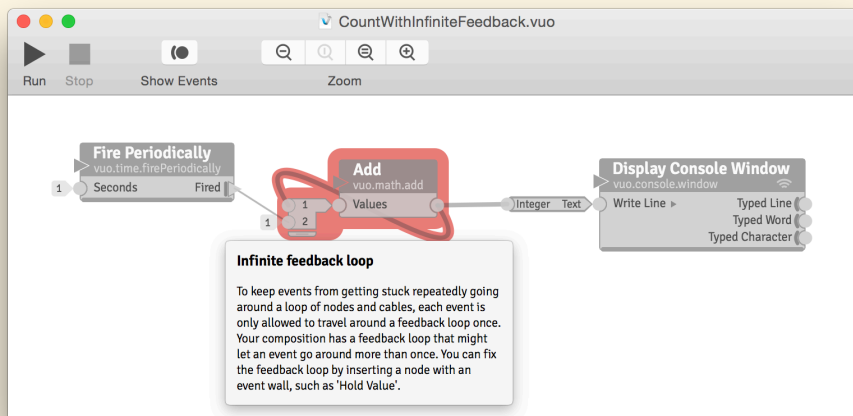 CountWithInfiniteFeedback.vuo
Run
Stop
Show Events
Zoom
Fire Periodically
vuo.time.firePeriodically
1
Seconds
Fired
Add
vuo.math.add
1
Values
1
2
Integer
Text
Display Console Window
vuo.console.window
Write Line
Typed Line
Typed Word
Typed Character
Infinite feedback loop
To keep events from getting stuck repeatedly going
around a loop of nodes and cables, each event is
only allowed to travel around a feedback loop once.
Your composition has a feedback loop that might
let an event go around more than once. You can fix
the feedback loop by inserting a node with an
event wall, such as 'Hold Value'.